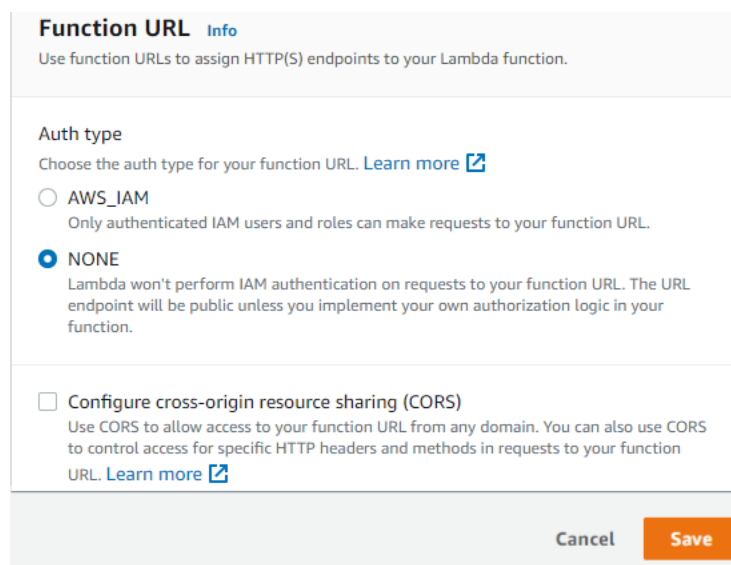 Function URL Info
Use function URLs to assign HTTP(S) endpoints to your Lambda function.
Auth type
Choose the auth type for your function URL. Learn more
AWS_IAM
Only authenticated IAM users and roles can make requests to your function URL.
NONE
Lambda won't perform IAM authentication on requests to your function URL. The URL
endpoint will be public unless you implement your own authorization logic in your
function.
Configure cross-origin resource sharing (CORS)
Use CORS to allow access to your function URL from any domain. You can also use CORS
to control access for specific HTTP headers and methods in requests to your function
URL. Learn more
Cancel Save